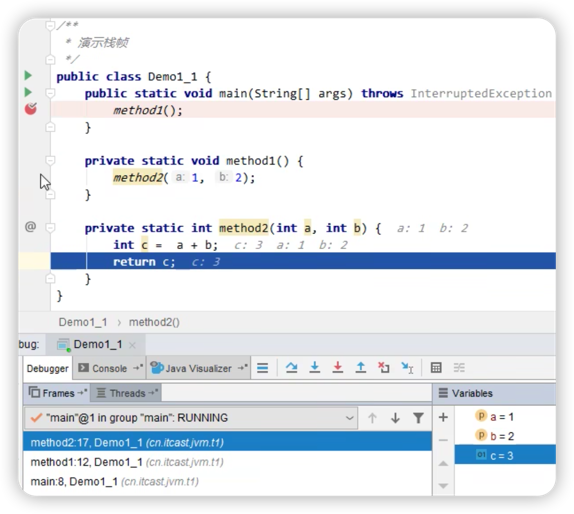 /**
* 演示栈帧
*/
public class Demo1_1 {
public static void main(String[] args) throws InterruptedException
method1();
}
private static void method1() {
method2( a: 1, b: 2);
}
@ private static int method2(int a, int b) { a: 1 b: 2
int c = a + b; c: 3 a: 1 b: 2
return c; c: 3
}
}
Demo1_1 › method2()
bug: Demo1_1 ×
Debugger Console Java Visualizer
Frames Threads Variables
"main"@1 in group "main": RUNNING
method2:17, Demo1_1 (cn.itcast.jvm.t1)
method1:12, Demo1_1 (cn.itcast.jvm.t1)
main:8, Demo1_1 (cn.itcast.jvm.t1)
p a = 1
p b = 2
c = 3